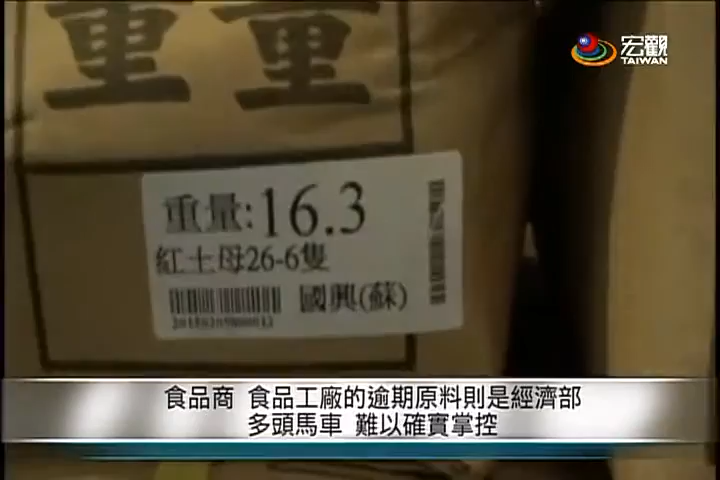 重量
宏觀
TAIWAN
重量:16.3
紅土母26-6隻
國興(蘇)
食品商 食品工廠的逾期原料則是經濟部
多頭馬車 難以確實掌控